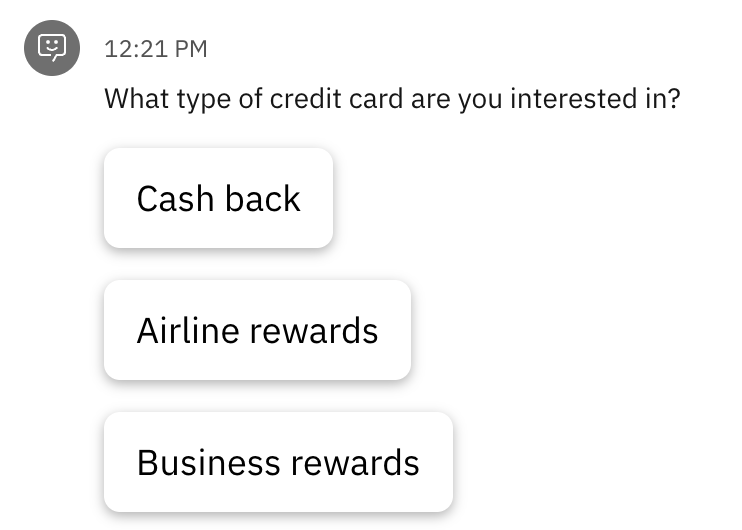 12:21 PM
What type of credit card are you interested in?
Cash back
Airline rewards
Business rewards